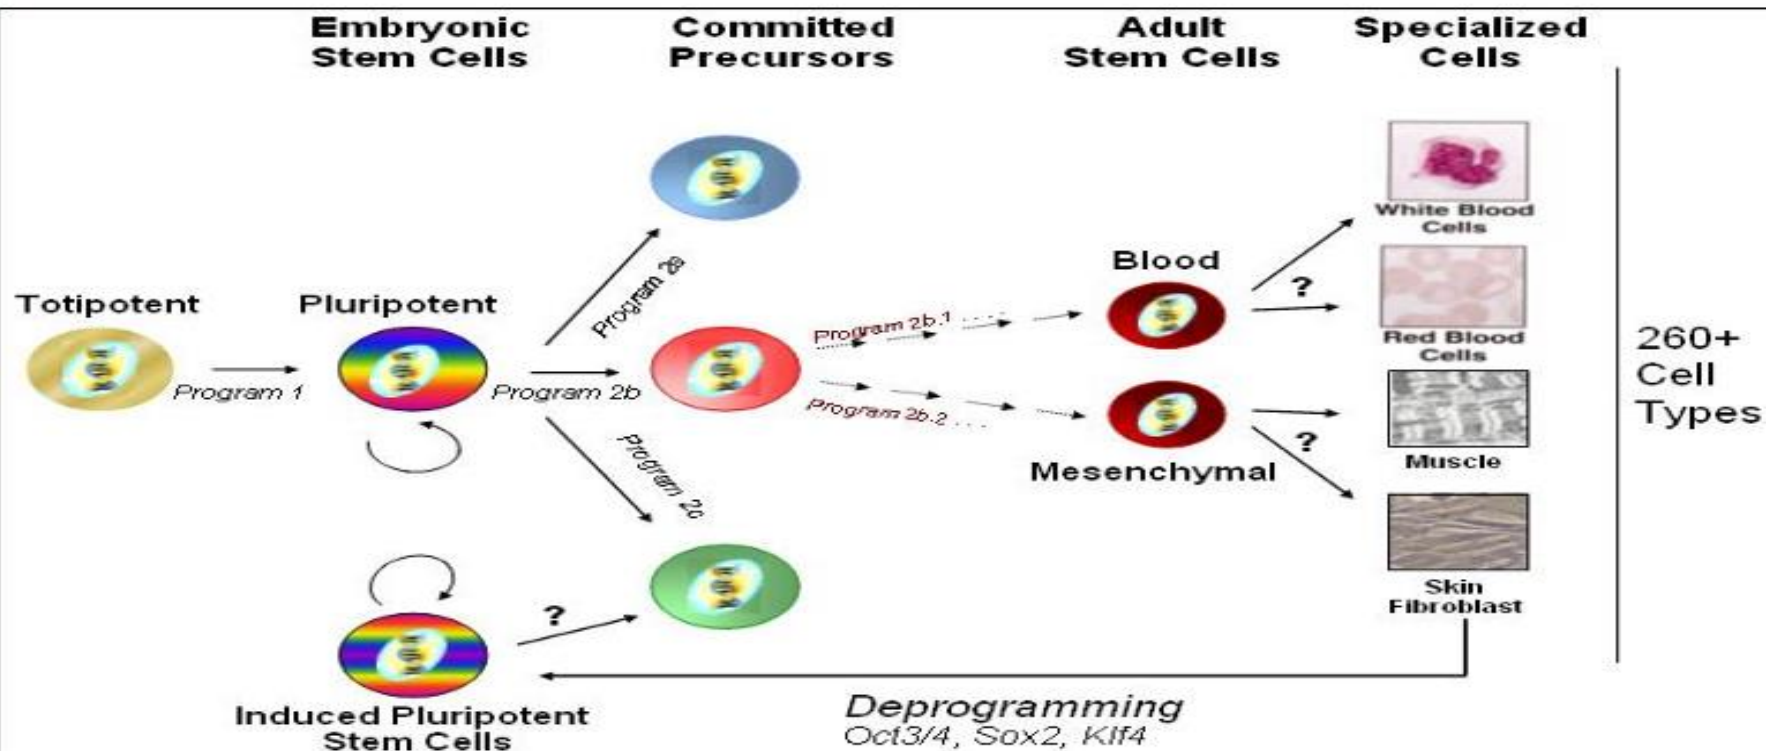 Embryonic
Stem Cells
Committed
Precursors
Adult
Stem Cells
Specialized
Cells
White Blood
Cells
Program 2a
Blood
?
Totipotent
Pluripotent
Program 2b.1 . . . .
Red Blood
Cells
260+
Cell
Types
Program 1
Program 2b
Program 2b.2 . . .
?
Muscle
Mesenchymal
Program 2c
Skin
Fibroblast
?
Deprogramming
Oct3/4, Sox2, Klf4
Induced Pluripotent
Stem Cells